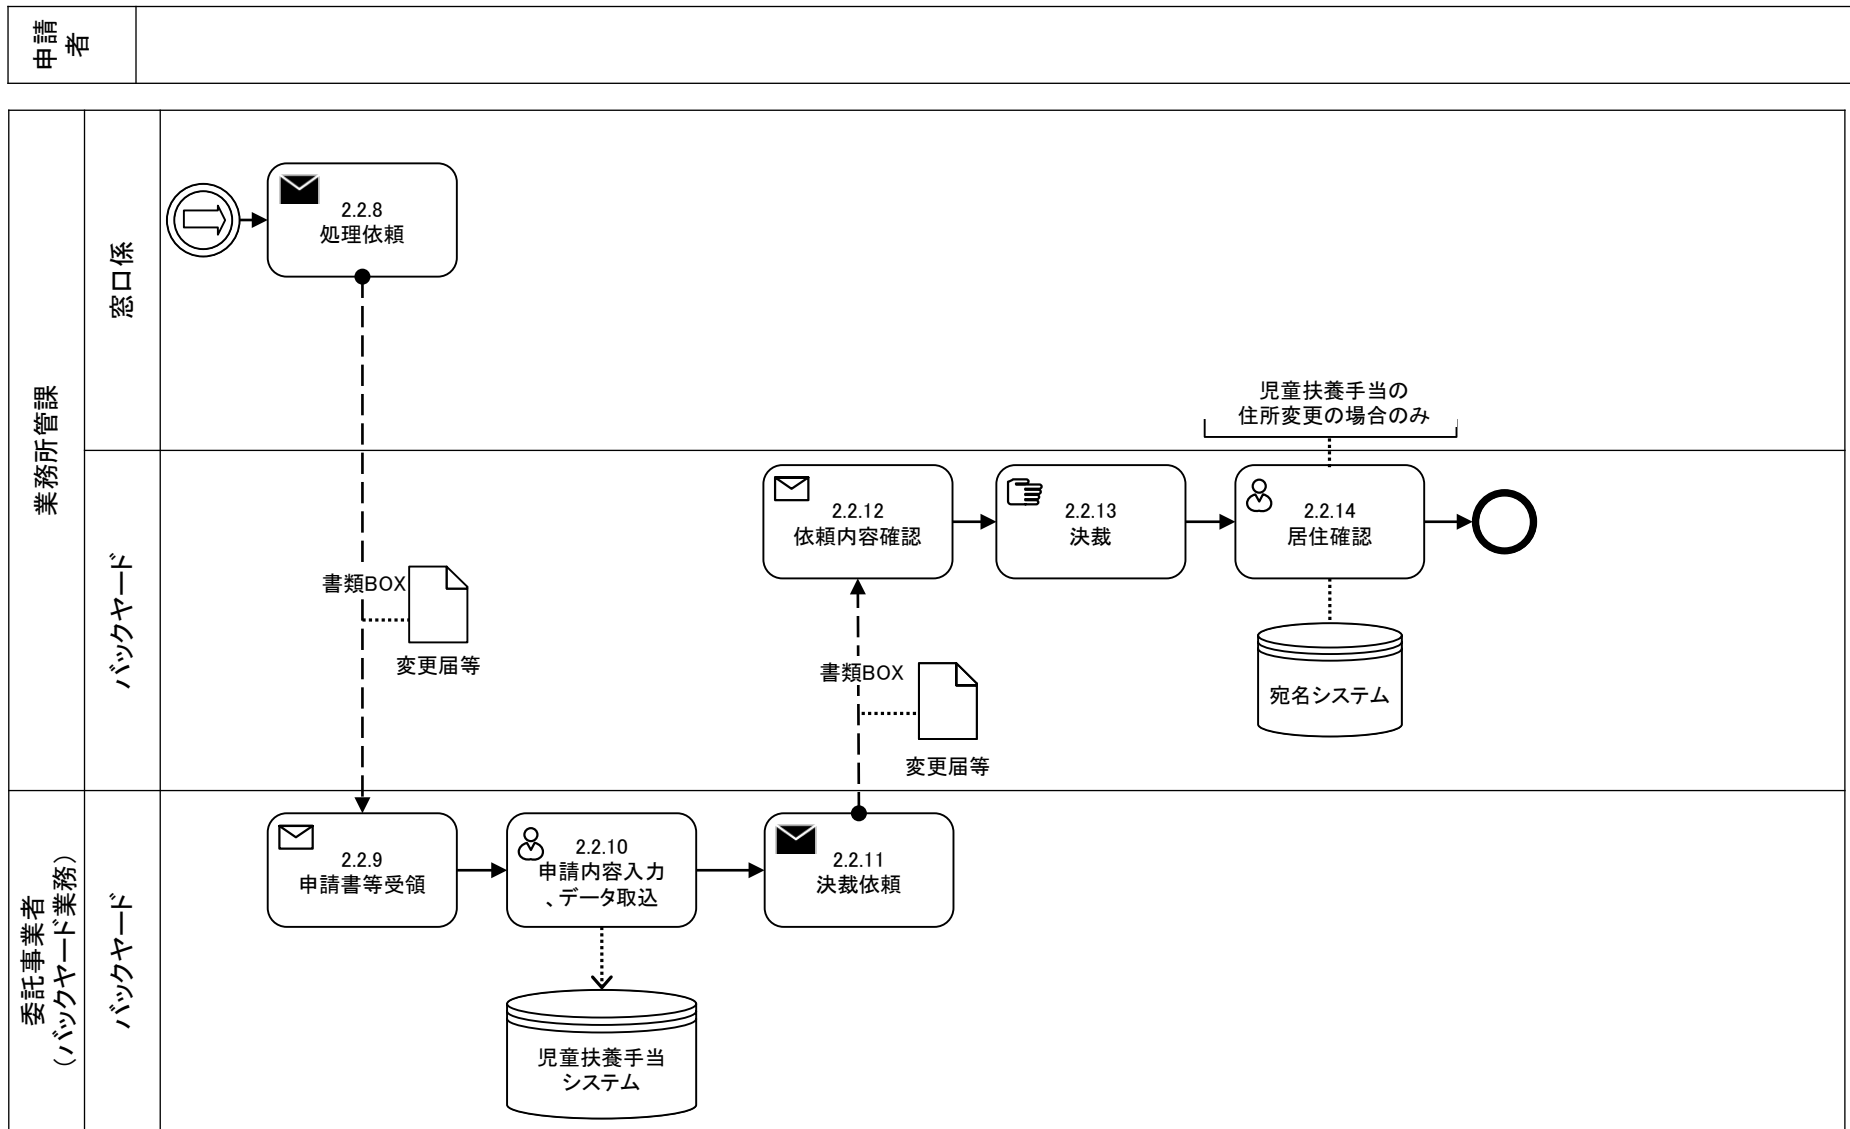 申請
者
業務所管課
窓口係
2.2.8
処理依頼
児童扶養手当の
住所変更の場合のみ
バックヤード
2.2.12
依頼内容確認
2.2.13
決裁
2.2.14
居住確認
書類BOX
変更届等
書類BOX
変更届等
宛名システム
委託事業者
(バックヤード業務)
バックヤード
2.2.9
申請書等受領
2.2.10
申請内容入力
、データ取込
2.2.11
決裁依頼
児童扶養手当
システム